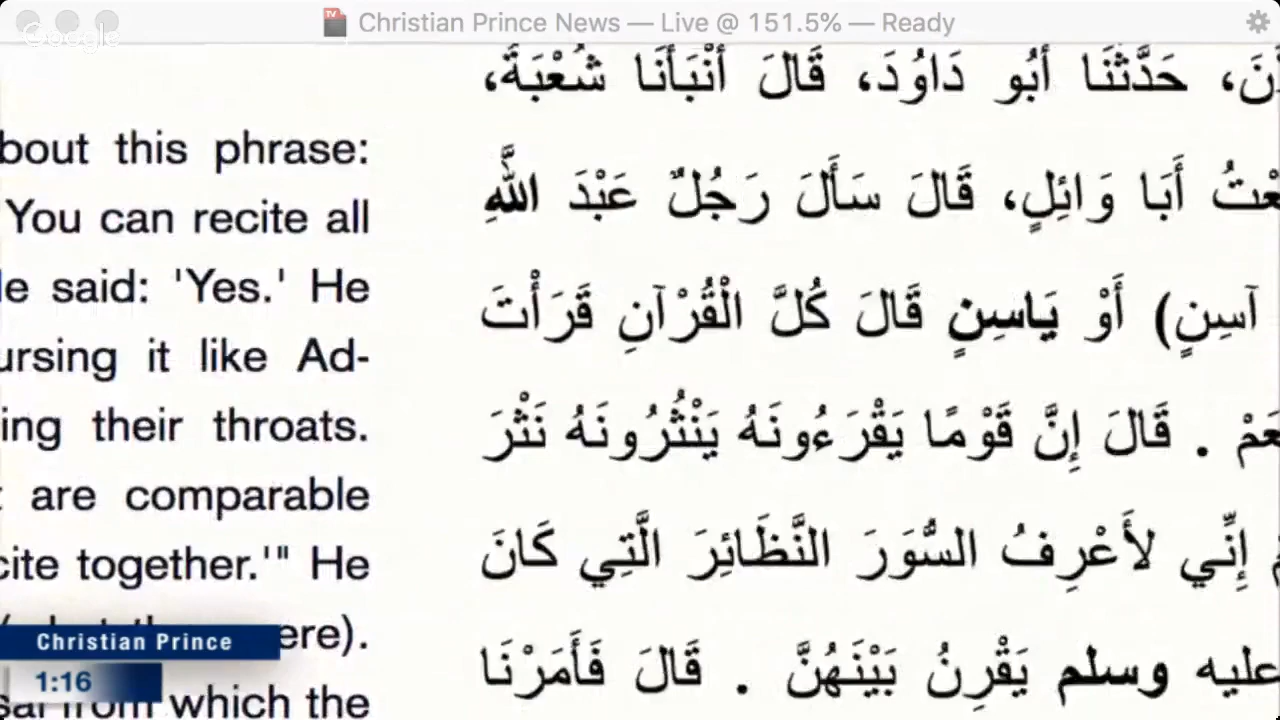 Christian Prince News — Live @ 151.5% — Ready
Google
bout this phrase:
You can recite all
le said: 'Yes.' He
ursing it like Ad-
ing their throats.
are comparable
cite together.'" He
ere).
from which the
آنَ، حَدَّثَنَا أَبُو دَاوُدَ، قَالَ أَنْبَأَنَا شُعْبَةُ،
عْتُ أَبَا وَائِلٍ، قَالَ سَأَلَ رَجُلٌ عَبْدَ اللَّهِ
آسِنٍ) أَوْ يَاسِنٍ قَالَ كُلَّ الْقُرْآنِ قَرَأْتَ
عَمْ . قَالَ إِنَّ قَوْمًا يَقْرَءُونَهُ يَنْثُرُونَهُ نَثْرَ
إِنِّي لأَعْرِفُ السُّوَرَ النَّظَائِرَ الَّتِي كَانَ
عليه وسلم يَقْرِنُ بَيْنَهُنَّ . قَالَ فَأَمَرْنَا
Christian Prince
1:16